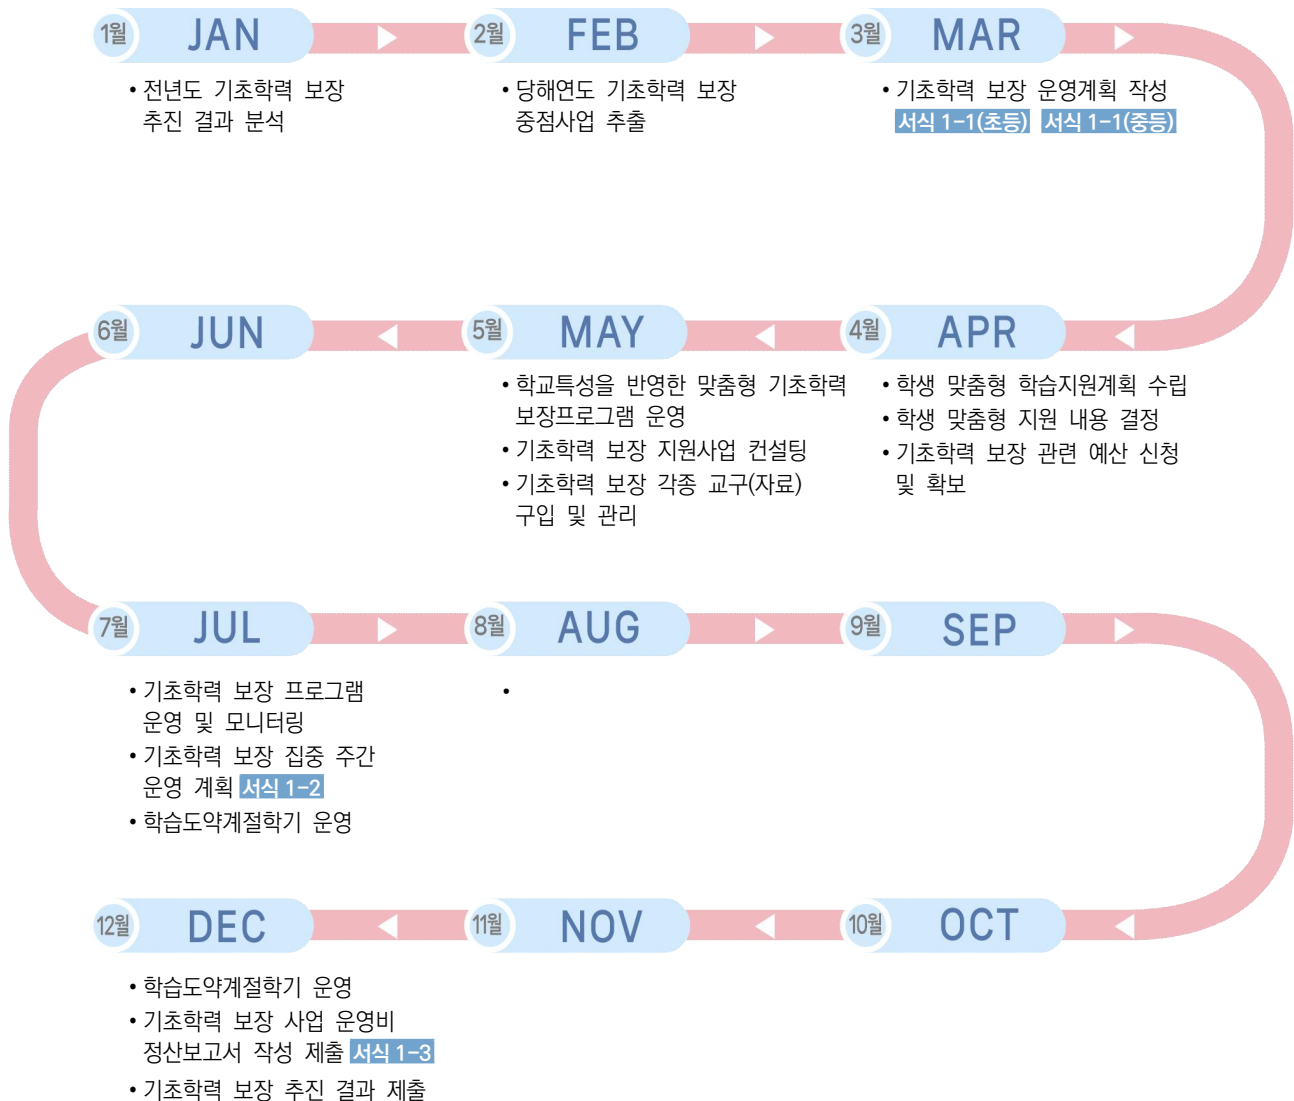 1월 JAN
• 전년도 기초학력 보장
추진 결과 분석
2월 FEB
• 당해연도 기초학력 보장
중점사업 추출
3월 MAR
• 기초학력 보장 운영계획 작성
서식 1-1(초등) 서식 1-1(중등)
4월 APR
• 학생 맞춤형 학습지원계획 수립
• 학생 맞춤형 지원 내용 결정
• 기초학력 보장 관련 예산 신청
및 확보
5월 MAY
• 학교특성을 반영한 맞춤형 기초학력
보장프로그램 운영
• 기초학력 보장 지원사업 컨설팅
• 기초학력 보장 각종 교구(자료)
구입 및 관리
6월 JUN
7월 JUL
• 기초학력 보장 프로그램
운영 및 모니터링
• 기초학력 보장 집중 주간
운영 계획 서식 1-2
• 학습도약계절학기 운영
8월 AUG
•
9월 SEP
10월 OCT
11월 NOV
12월 DEC
• 학습도약계절학기 운영
• 기초학력 보장 사업 운영비
정산보고서 작성 제출 서식 1-3
• 기초학력 보장 추진 결과 제출